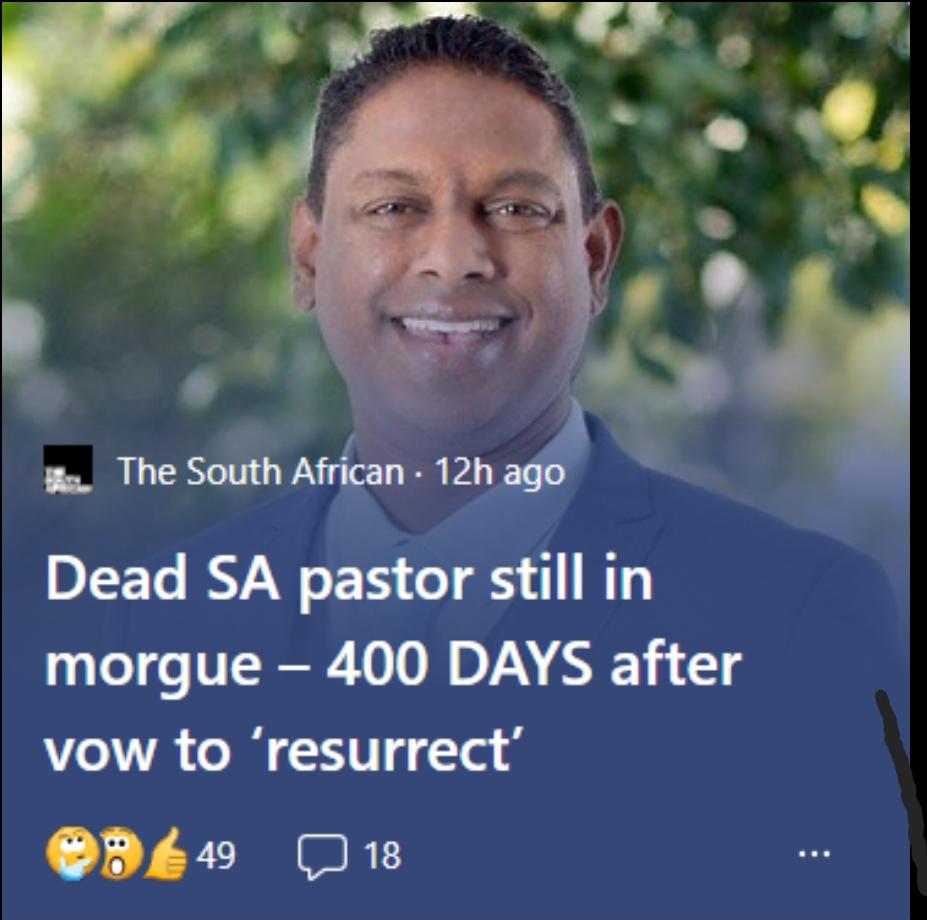 The South African · 12h ago
Dead SA pastor still in
morgue – 400 DAYS after
vow to ‘resurrect’
49 18 ...